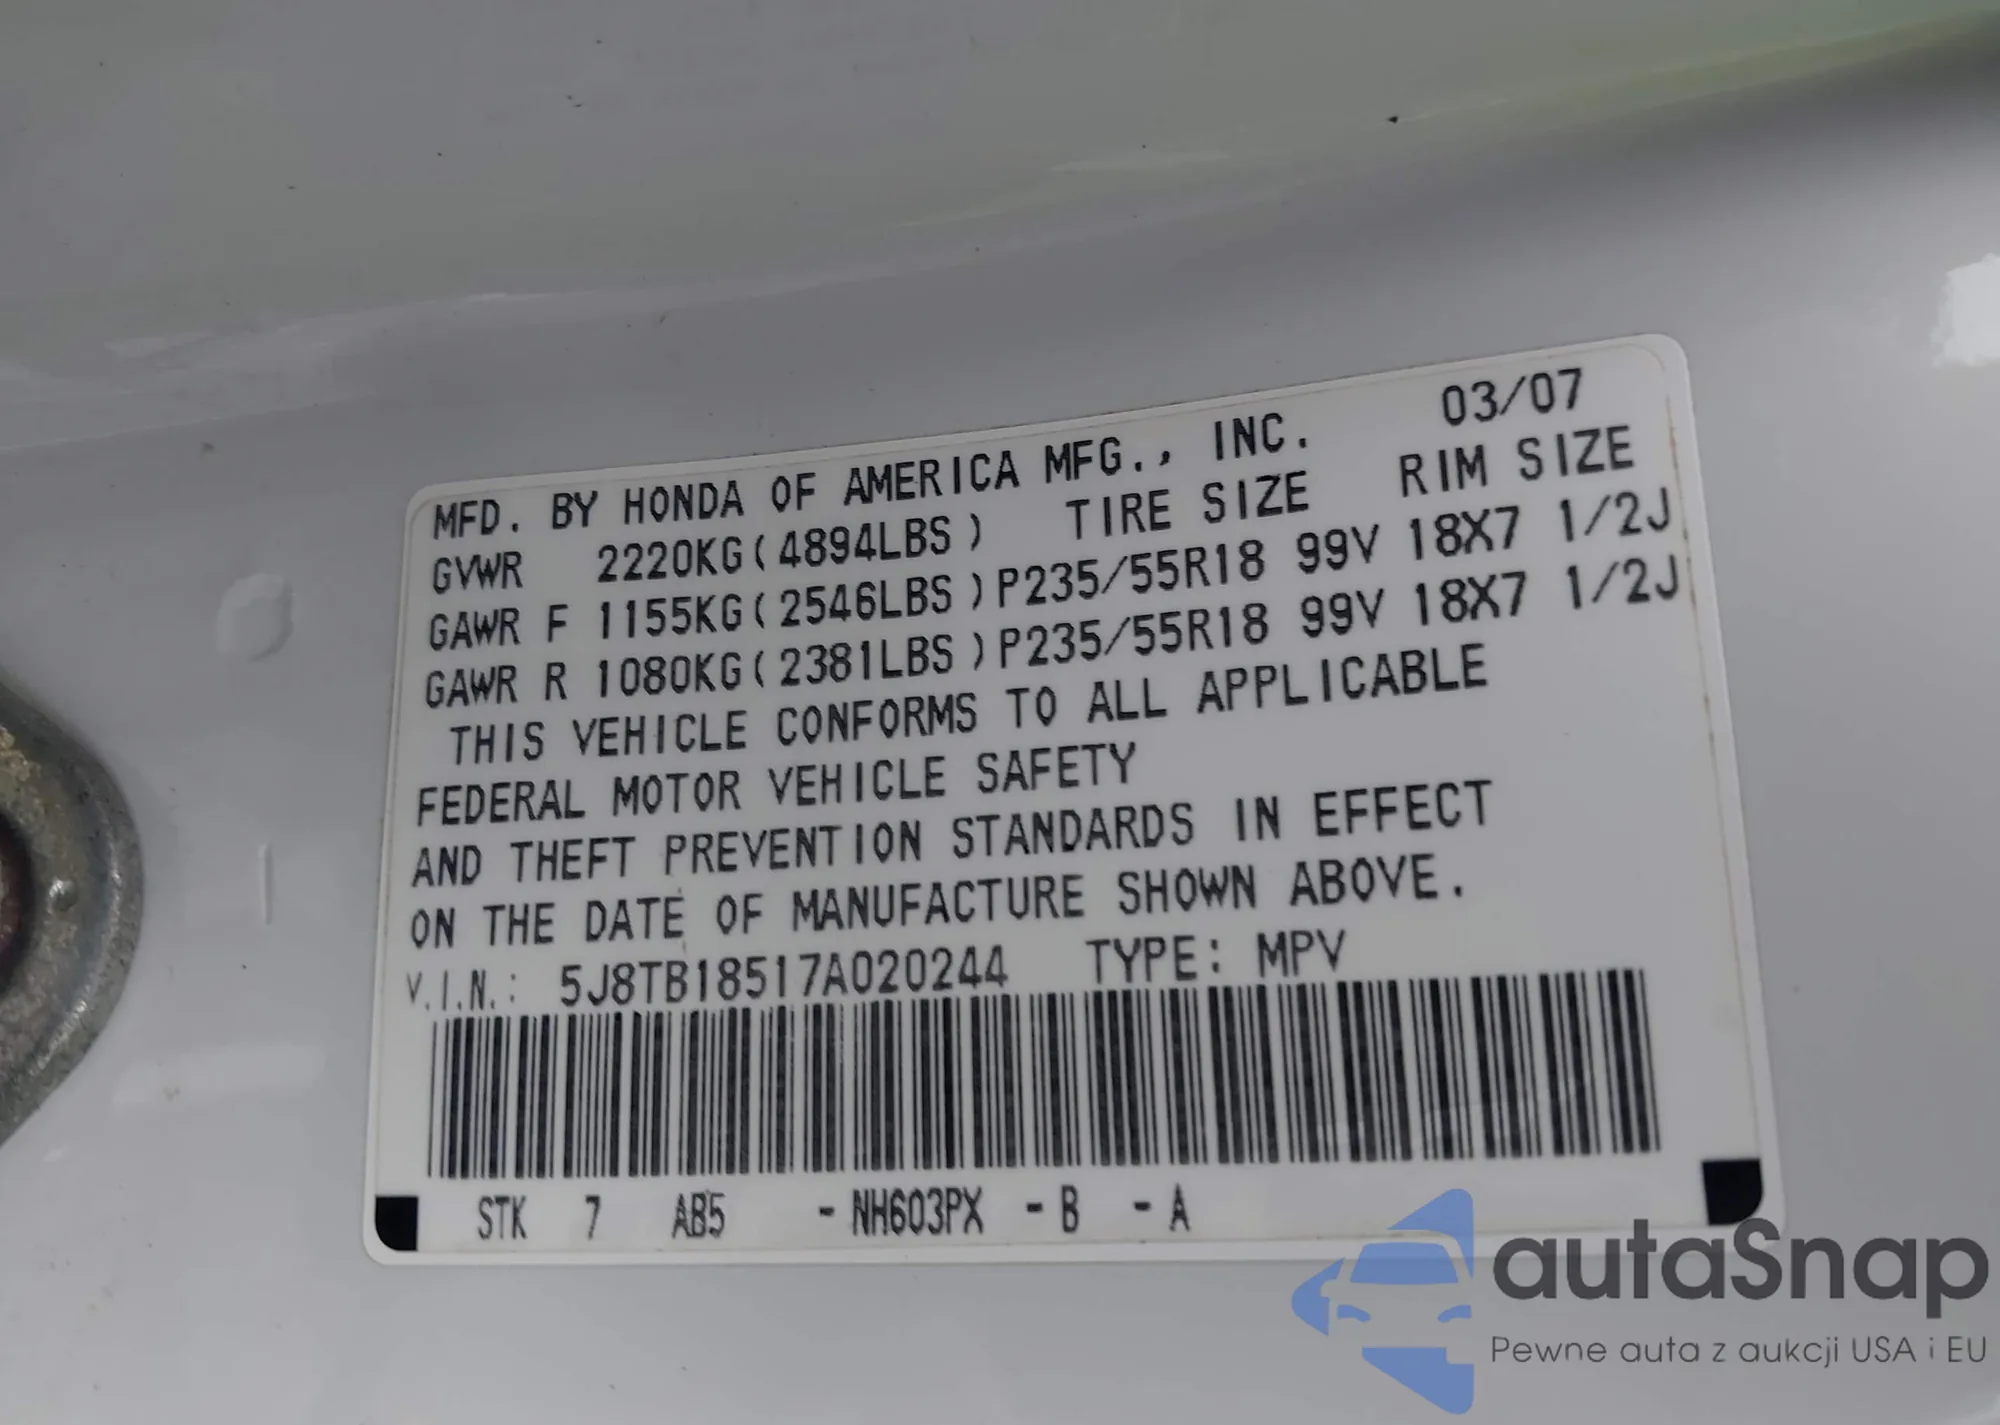 MFD. BY HONDA OF AMERICA MFG., INC. 03/07
GVWR 2220KG(4894LBS) TIRE SIZE RIM SIZE
GAWR F 1155KG(2546LBS)P235/55R18 99V 18X7 1/2J
GAWR R 1080KG(2381LBS)P235/55R18 99V 18X7 1/2J
THIS VEHICLE CONFORMS TO ALL APPLICABLE
FEDERAL MOTOR VEHICLE SAFETY
AND THEFT PREVENTION STANDARDS IN EFFECT
ON THE DATE OF MANUFACTURE SHOWN ABOVE.
V.I.N.: 5J8TB18517A020244 TYPE: MPV
STK 7 AB5 -NH603PX -B -A
autaSnap
Pewne auta z aukcji USA i EU